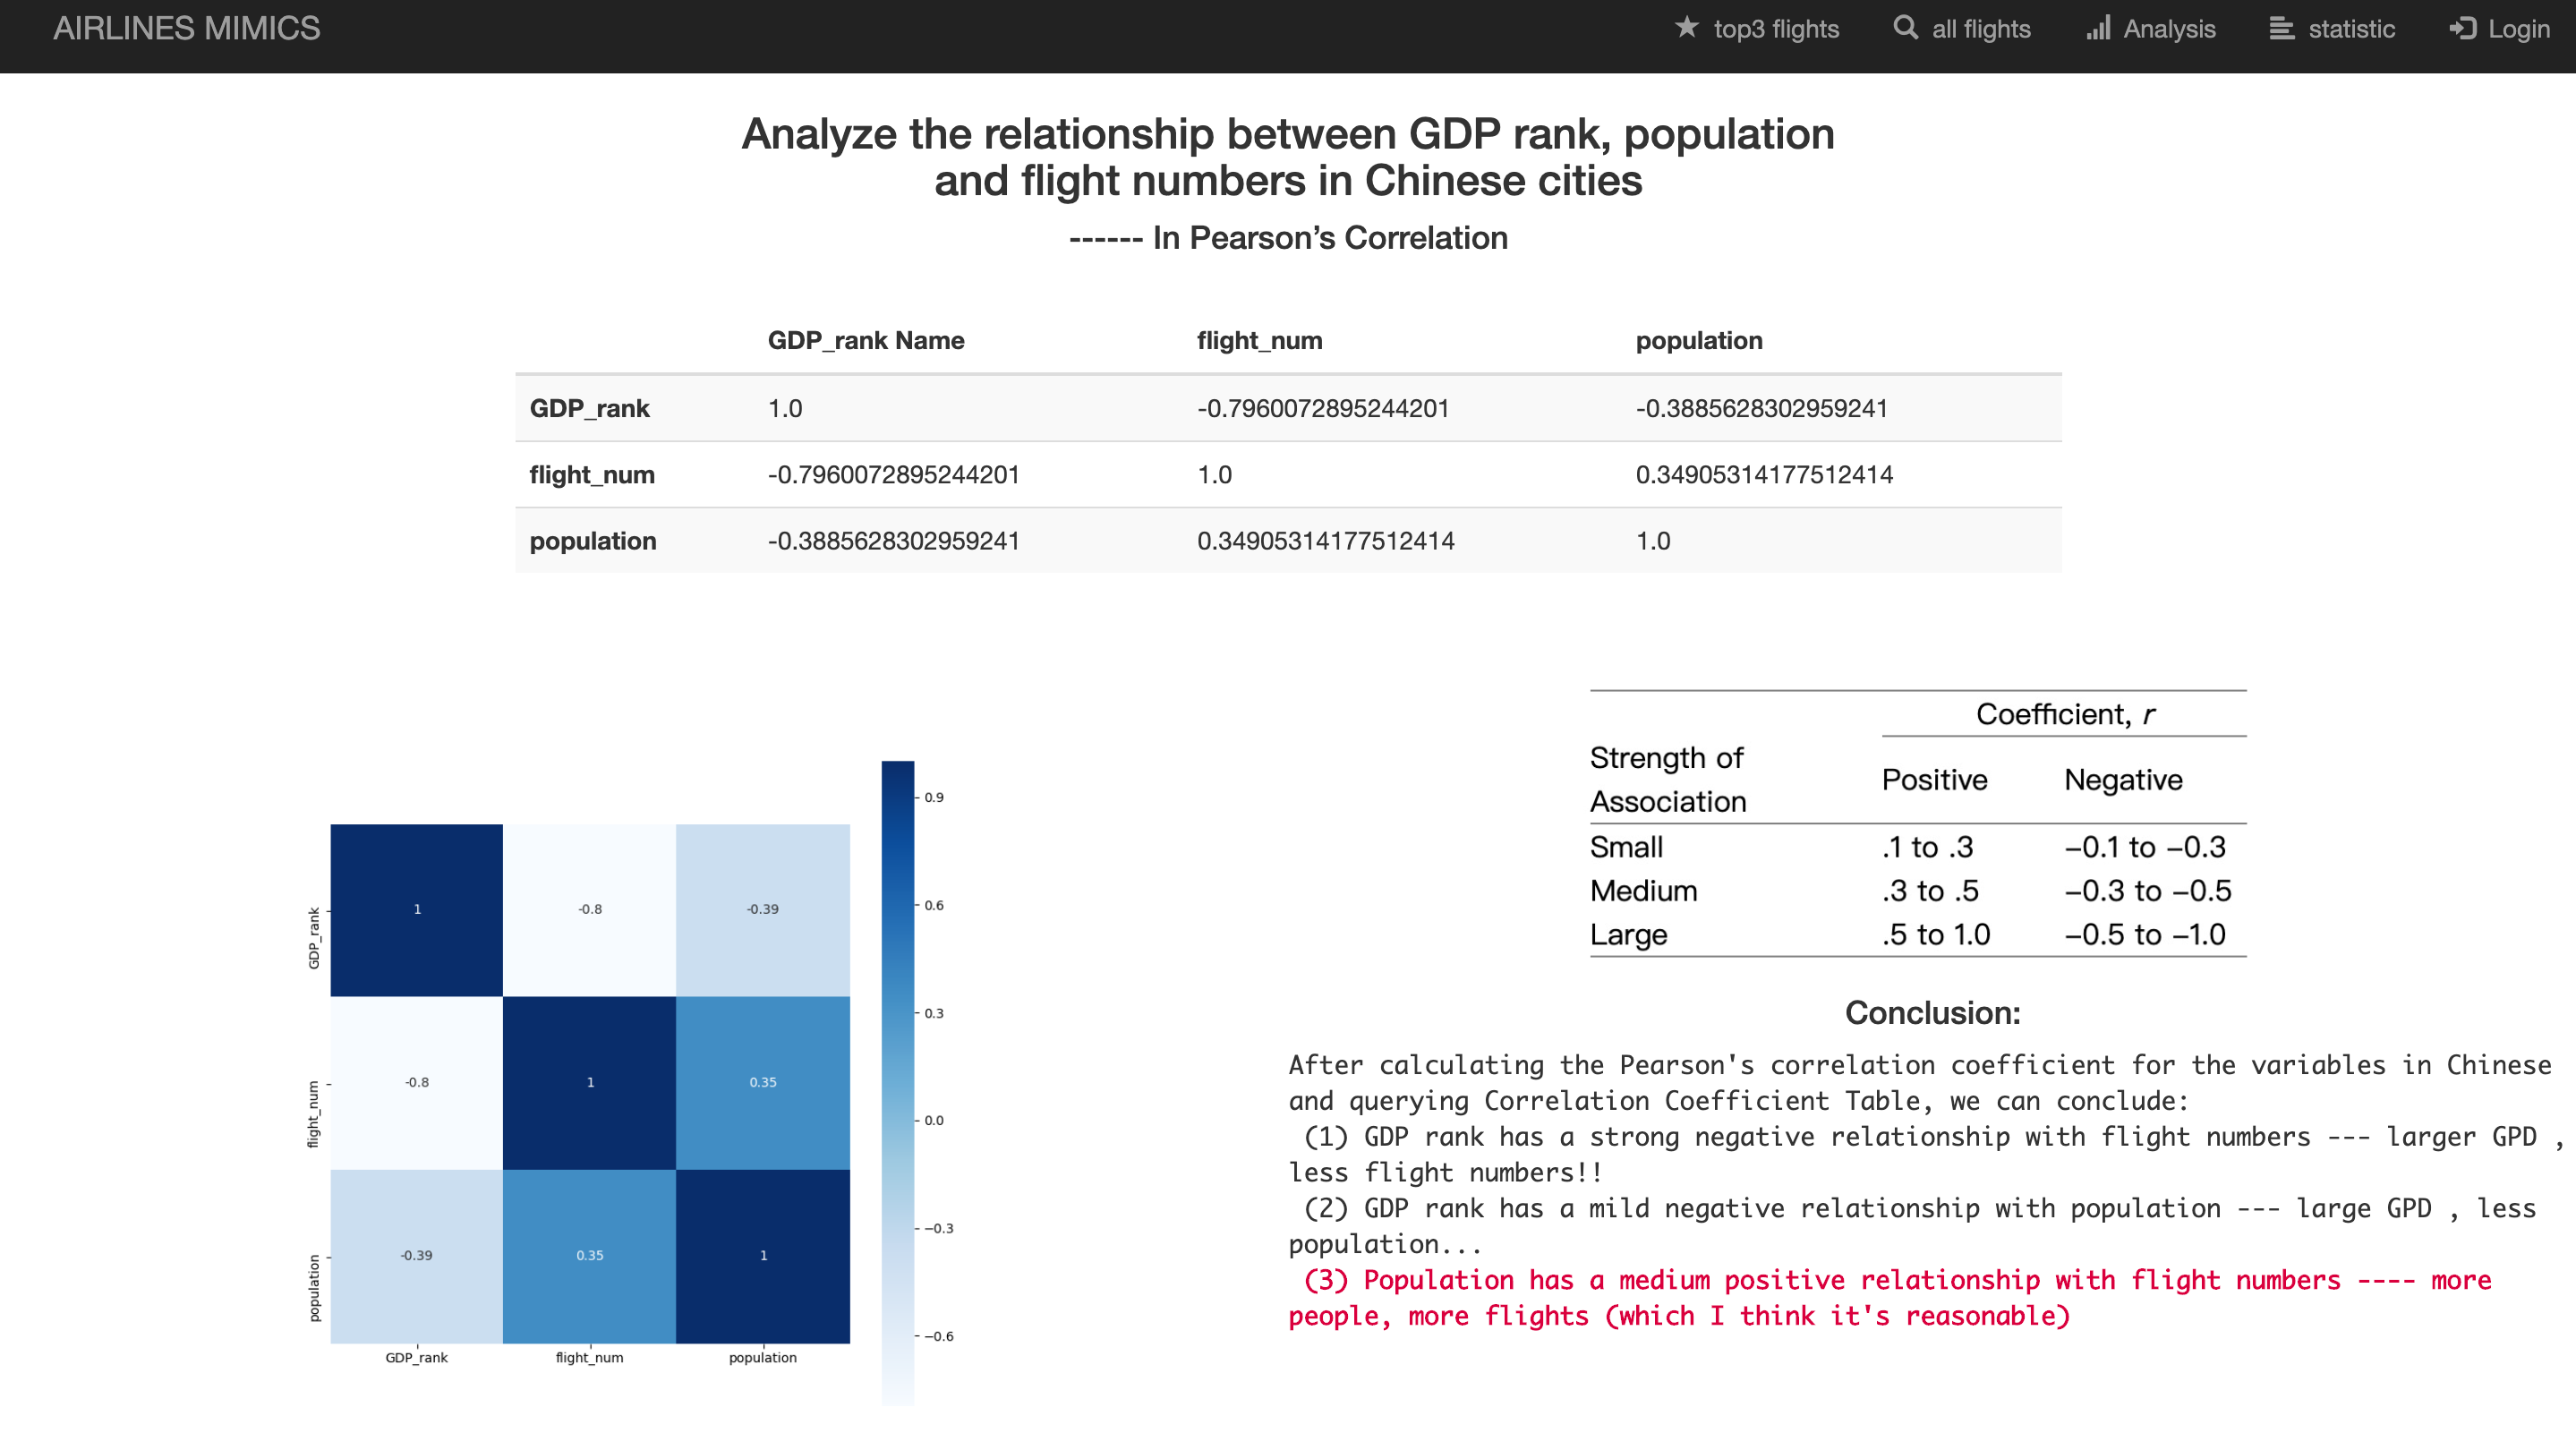 AIRLINES MIMICS
top3 flights
all flights
Analysis
statistic
Login
Analyze the relationship between GDP rank, population
and flight numbers in Chinese cities
------ In Pearson’s Correlation
GDP_rank Name flight_num population
GDP_rank 1.0 -0.7960072895244201 -0.3885628302959241
flight_num -0.7960072895244201 1.0 0.34905314177512414
population -0.3885628302959241 0.34905314177512414 1.0
GDP_rank
flight_num
population
1 -0.8 -0.39
-0.8 1 0.35
-0.39 0.35 1
GDP_rank flight_num population
0.9
0.6
0.3
0.0
−0.3
−0.6
Coefficient, r
Strength of
Association
Positive Negative
Small .1 to .3 −0.1 to −0.3
Medium .3 to .5 −0.3 to −0.5
Large .5 to 1.0 −0.5 to −1.0
Conclusion:
After calculating the Pearson's correlation coefficient for the variables in Chinese
and querying Correlation Coefficient Table, we can conclude:
(1) GDP rank has a strong negative relationship with flight numbers --- larger GPD ,
less flight numbers!!
(2) GDP rank has a mild negative relationship with population --- large GPD , less
population...
(3) Population has a medium positive relationship with flight numbers ---- more
people, more flights (which I think it's reasonable)